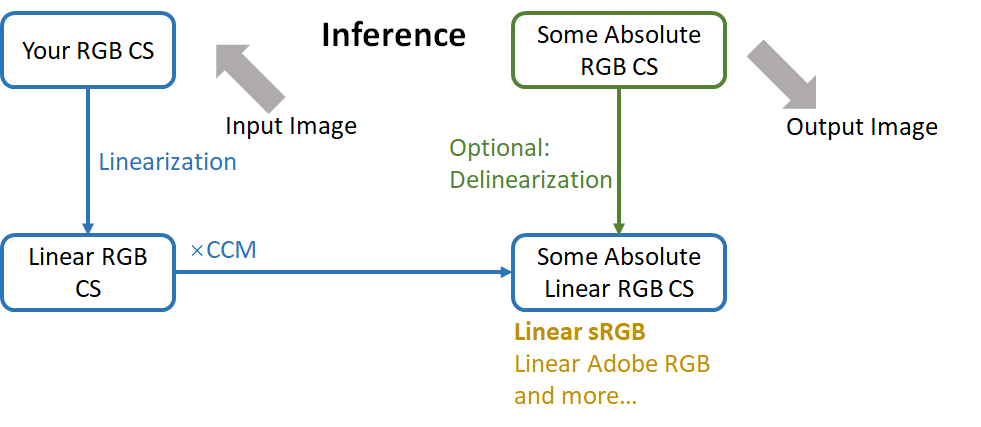 Inference
Your RGB CS
Some Absolute
RGB CS
Input Image
Output Image
Linearization
Optional:
Delinearization
Linear RGB
CS
×CCM
Some Absolute
Linear RGB CS
Linear sRGB
Linear Adobe RGB
and more...